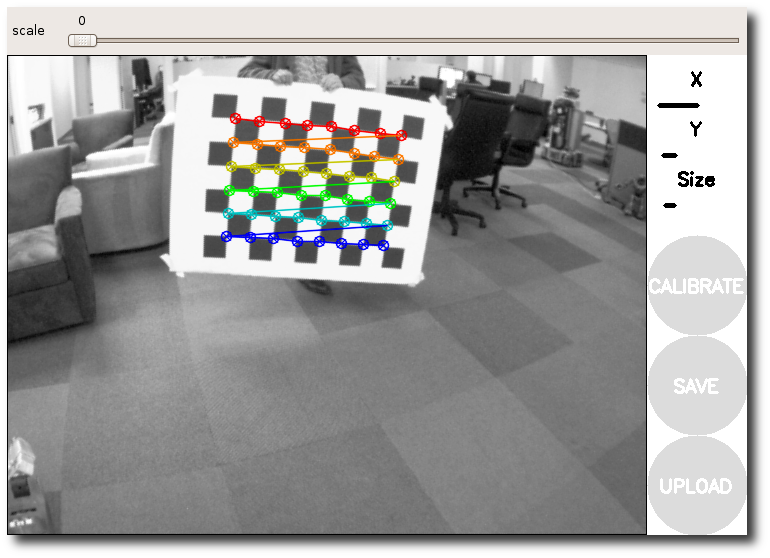 scale
0
X
Y
Size
CALIBRATE
SAVE
UPLOAD